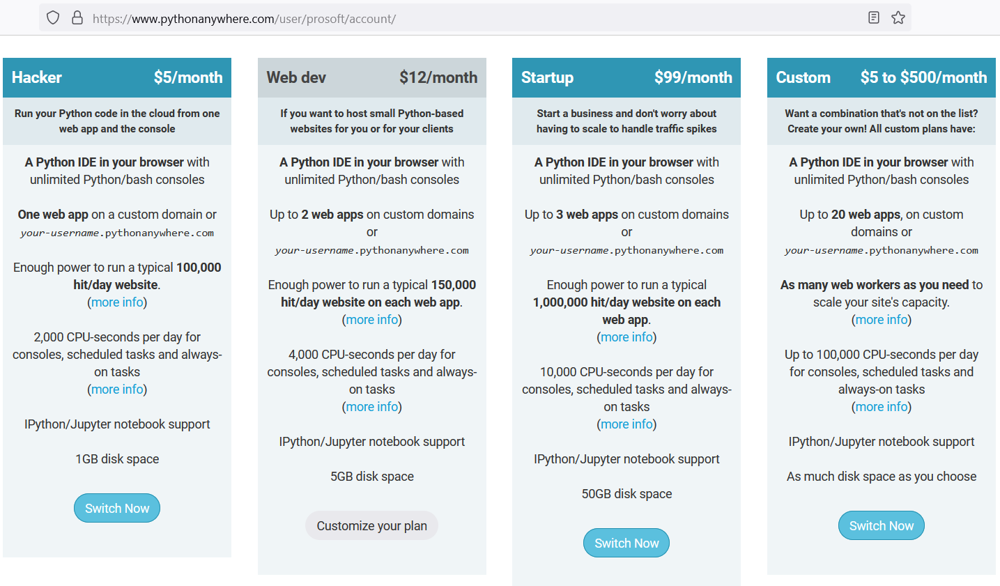 https://www.pythonanywhere.com/user/prosoft/account/
Hacker $5/month
Run your Python code in the cloud from one
web app and the console
A Python IDE in your browser with
unlimited Python/bash consoles
One web app on a custom domain or
your-username.pythonanywhere.com
Enough power to run a typical 100,000
hit/day website.
(more info)
2,000 CPU-seconds per day for
consoles, scheduled tasks and always-
on tasks
(more info)
IPython/Jupyter notebook support
1GB disk space
Switch Now
Web dev $12/month
If you want to host small Python-based
websites for you or for your clients
A Python IDE in your browser with
unlimited Python/bash consoles
Up to 2 web apps on custom domains
or
your-username.pythonanywhere.com
Enough power to run a typical 150,000
hit/day website on each web app.
(more info)
4,000 CPU-seconds per day for
consoles, scheduled tasks and always-
on tasks
(more info)
IPython/Jupyter notebook support
5GB disk space
Customize your plan
Startup $99/month
Start a business and don't worry about
having to scale to handle traffic spikes
A Python IDE in your browser with
unlimited Python/bash consoles
Up to 3 web apps on custom domains
or
your-username.pythonanywhere.com
Enough power to run a typical
1,000,000 hit/day website on each
web app.
(more info)
10,000 CPU-seconds per day for
consoles, scheduled tasks and always-
on tasks
(more info)
IPython/Jupyter notebook support
50GB disk space
Switch Now
Custom $5 to $500/month
Want a combination that's not on the list?
Create your own! All custom plans have:
A Python IDE in your browser with
unlimited Python/bash consoles
Up to 20 web apps, on custom
domains or
your-username.pythonanywhere.com
As many web workers as you need to
scale your site's capacity.
(more info)
Up to 100,000 CPU-seconds per day
for consoles, scheduled tasks and
always-on tasks
(more info)
IPython/Jupyter notebook support
As much disk space as you choose
Switch Now